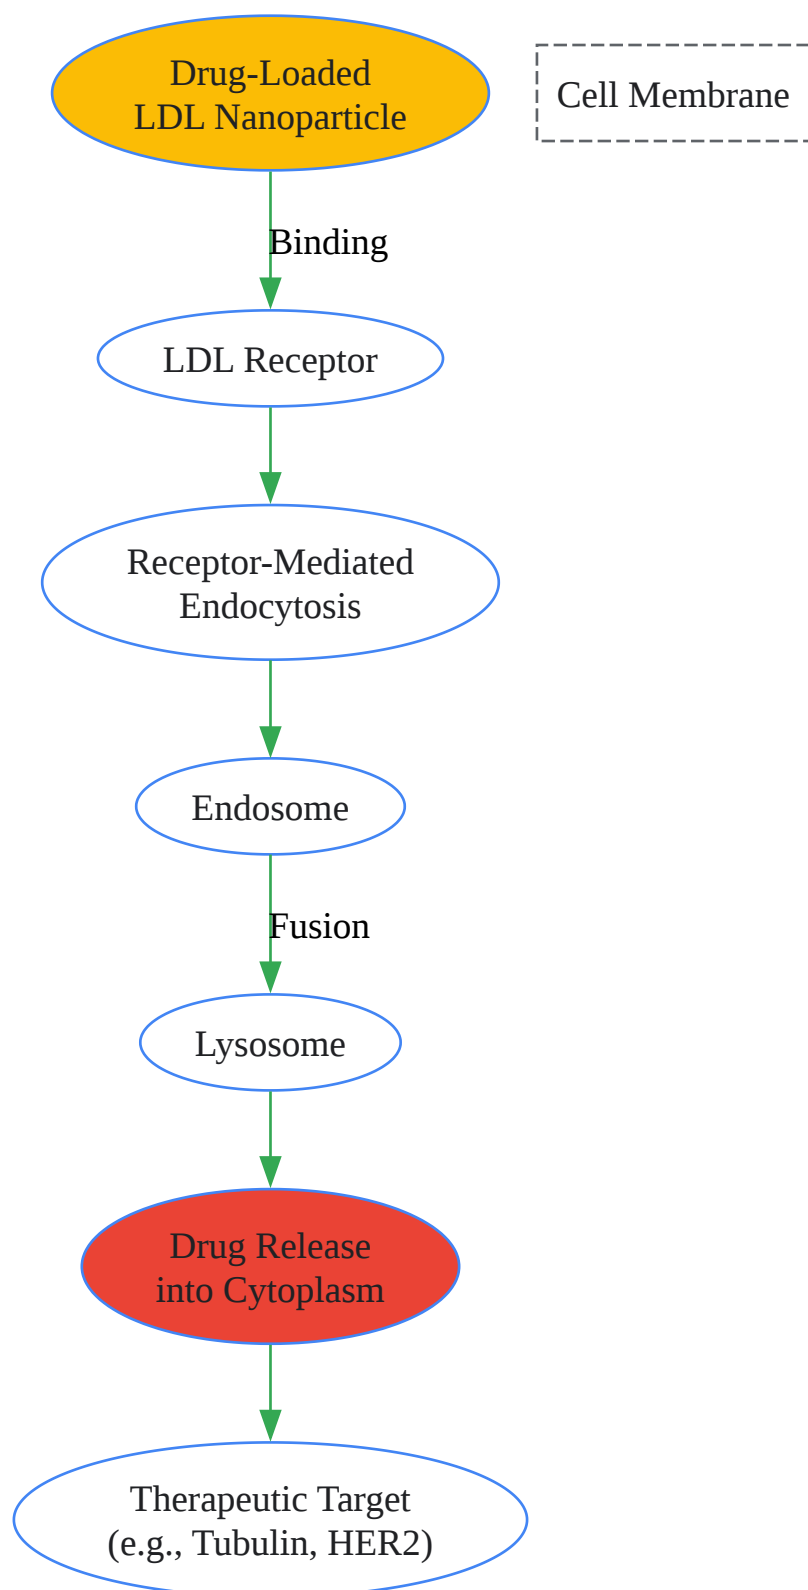 Drug-Loaded
LDL Nanoparticle
Cell Membrane
Binding
LDL Receptor
Receptor-Mediated
Endocytosis
Endosome
Fusion
Lysosome
Drug Release
into Cytoplasm
Therapeutic Target
(e.g., Tubulin, HER2)